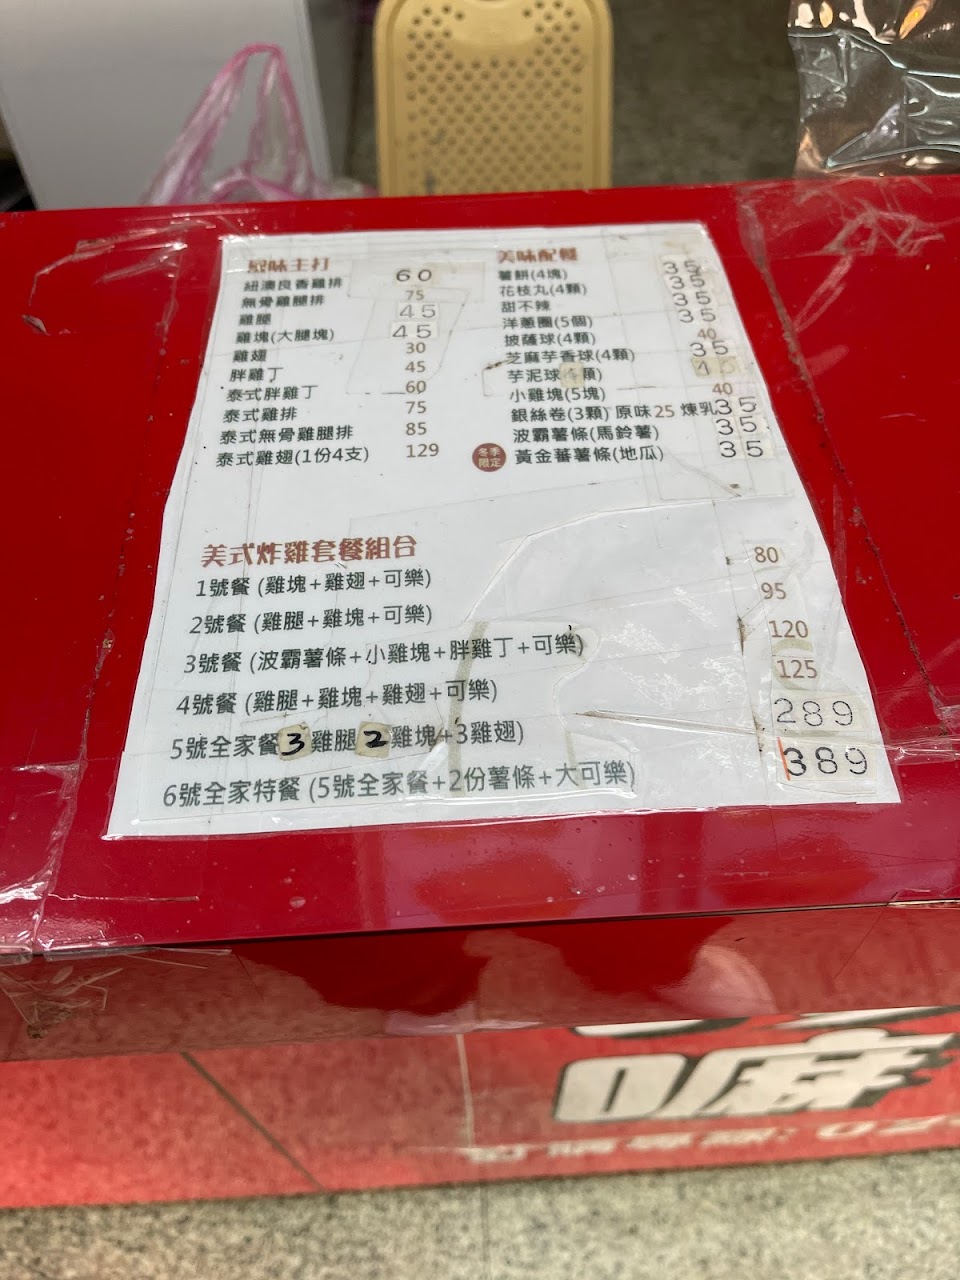 風味主打
紐澳良香雞排 60
無骨雞腿排 75
雞腿 45
雞塊(大腿塊) 45
雞翅 30
胖雞丁 45
泰式胖雞丁 60
泰式雞排 75
泰式無骨雞腿排 85
泰式雞翅(1份4支) 129
美味配餐
薯餅(4塊) 35
花枝丸(4顆) 35
甜不辣 35
洋蔥圈(5個) 35
披薩球(4顆) 40
芝麻芋香球(4顆) 35
芋泥球(4顆) 45
小雞塊(5塊) 40
銀絲卷(3顆) 原味25 煉乳35
波霸薯條(馬鈴薯) 35
冬季限定 黃金蕃薯條(地瓜) 35
美式炸雞套餐組合
1號餐 (雞塊+雞翅+可樂) 80
2號餐 (雞腿+雞塊+可樂) 95
3號餐 (波霸薯條+小雞塊+胖雞丁+可樂) 120
4號餐 (雞腿+雞塊+雞翅+可樂) 125
5號全家餐3雞腿2雞塊+3雞翅) 289
6號全家特餐 (5號全家餐+2份薯條+大可樂) 389